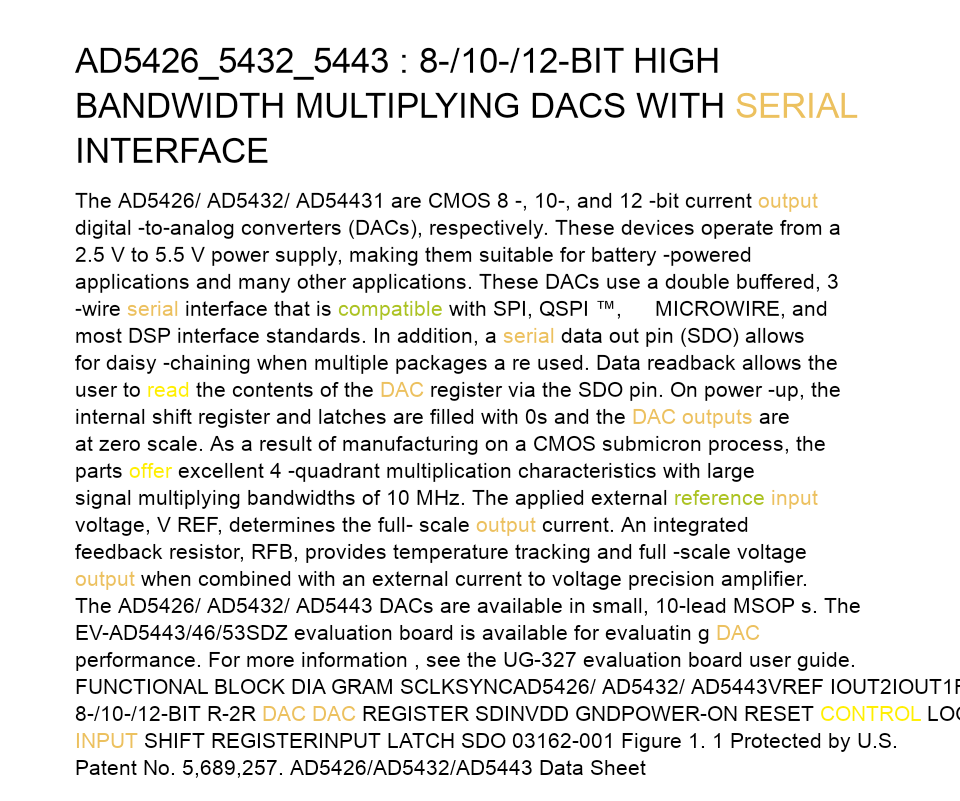 AD5426_5432_5443 : 8-/10-/12-BIT HIGH
BANDWIDTH MULTIPLYING DACS WITH SERIAL
INTERFACE
The AD5426/ AD5432/ AD54431 are CMOS 8 -, 10-, and 12 -bit current output
digital -to-analog converters (DACs), respectively. These devices operate from a
2.5 V to 5.5 V power supply, making them suitable for battery -powered
applications and many other applications. These DACs use a double buffered, 3
-wire serial interface that is compatible with SPI, QSPI ™, MICROWIRE, and
most DSP interface standards. In addition, a serial data out pin (SDO) allows
for daisy -chaining when multiple packages a re used. Data readback allows the
user to read the contents of the DAC register via the SDO pin. On power -up, the
internal shift register and latches are filled with 0s and the DAC outputs are
at zero scale. As a result of manufacturing on a CMOS submicron process, the
parts offer excellent 4 -quadrant multiplication characteristics with large
signal multiplying bandwidths of 10 MHz. The applied external reference input
voltage, V REF, determines the full- scale output current. An integrated
feedback resistor, RFB, provides temperature tracking and full -scale voltage
output when combined with an external current to voltage precision amplifier.
The AD5426/ AD5432/ AD5443 DACs are available in small, 10-lead MSOP s. The
EV-AD5443/46/53SDZ evaluation board is available for evaluatin g DAC
performance. For more information , see the UG-327 evaluation board user guide.
FUNCTIONAL BLOCK DIA GRAM SCLKSYNCAD5426/ AD5432/ AD5443VREF IOUT2IOUT1
8-/10-/12-BIT R-2R DAC DAC REGISTER SDINVDD GNDPOWER-ON RESET CONTROL LO
INPUT SHIFT REGISTERINPUT LATCH SDO 03162-001 Figure 1. 1 Protected by U.S.
Patent No. 5,689,257. AD5426/AD5432/AD5443 Data Sheet